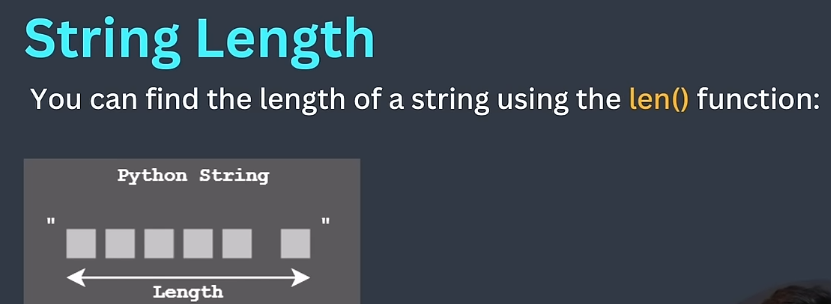 String Length
You can find the length of a string using the len() function:
Python String
" "
Length